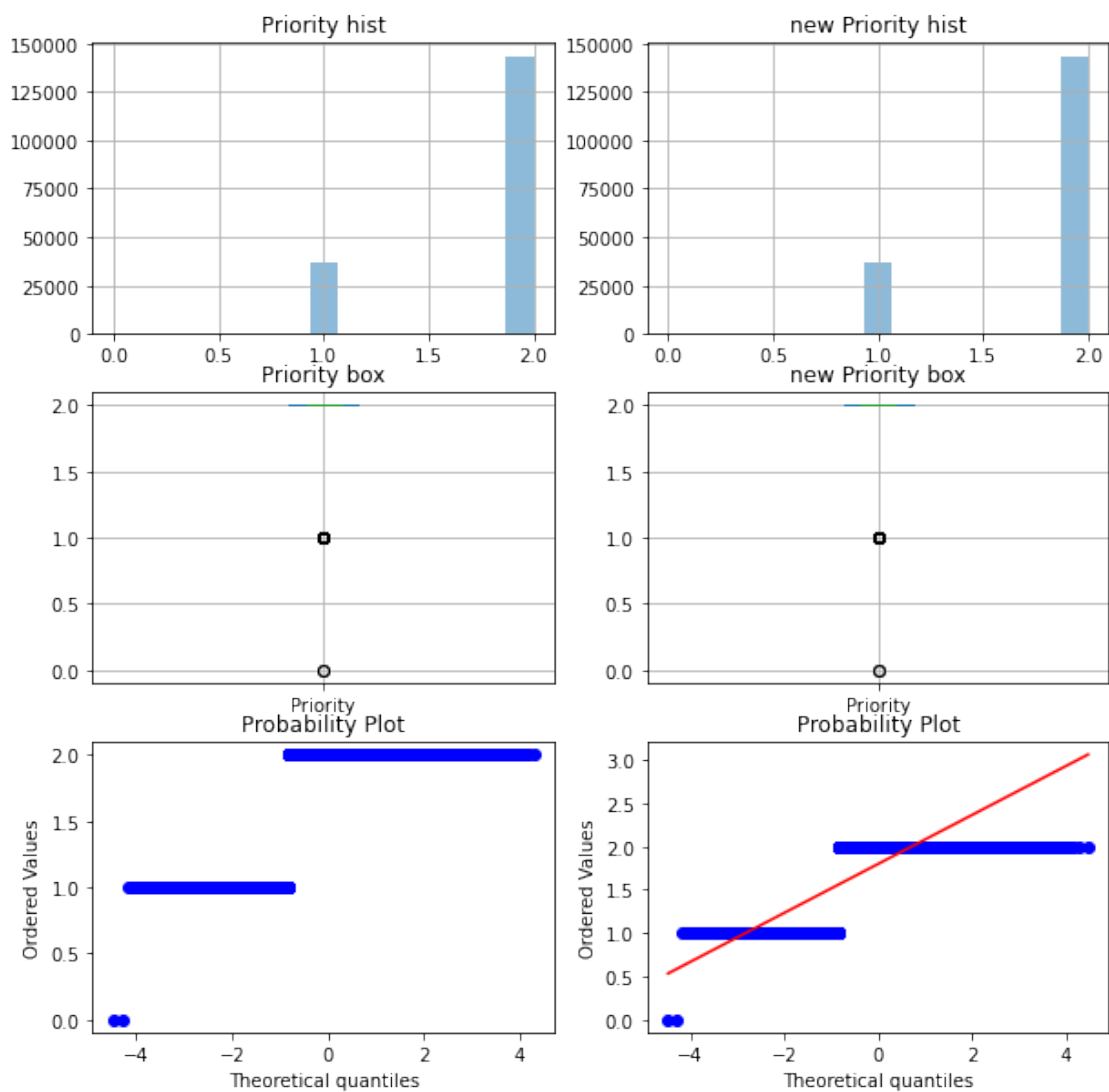 Priority hist
new Priority hist
150000
125000
100000
75000
50000
25000
0
0.0 0.5 1.0 1.5 2.0
150000
125000
100000
75000
50000
25000
0
0.0 0.5 1.0 1.5 2.0
Priority box
new Priority box
2.0
1.5
1.0
0.5
0.0
Priority
2.0
1.5
1.0
0.5
0.0
Priority
Probability Plot
Probability Plot
Ordered Values
2.0
1.5
1.0
0.5
0.0
−4 −2 0 2 4
Theoretical quantiles
Ordered Values
3.0
2.5
2.0
1.5
1.0
0.5
0.0
−4 −2 0 2 4
Theoretical quantiles